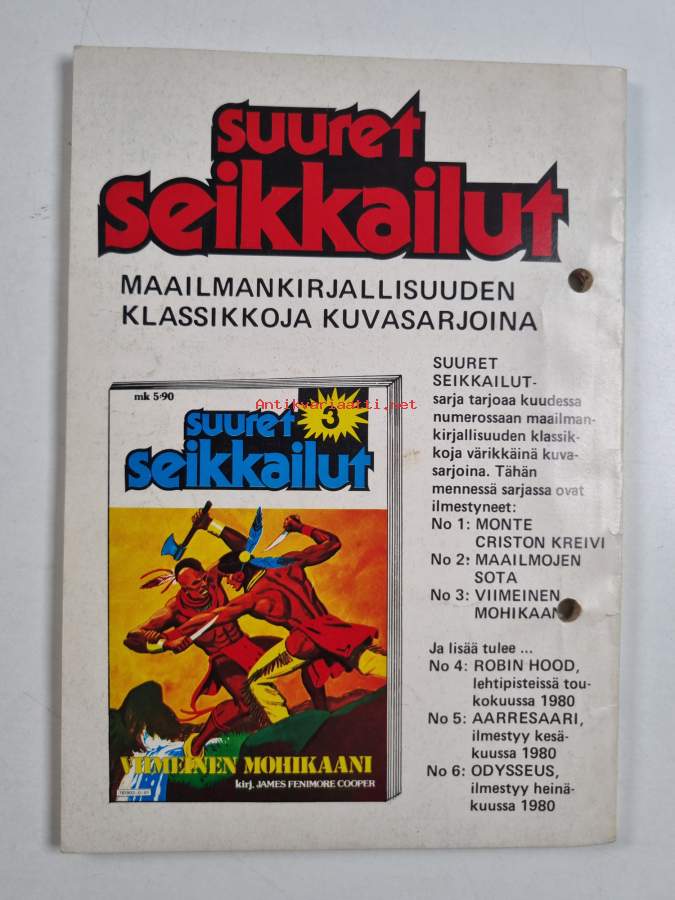 suuret
seikkailut
MAAILMANKIRJALLISUUDEN
KLASSIKKOJA KUVASARJOINA
mk 5·90
Antikvariaatti.net
suuret
3
seikkailut
VIIMEINEN MOHIKAANI
kirj. JAMES FENIMORE COOPER
SUURET
SEIKKAILUT-
sarja tarjoaa kuudessa
numerossaan maailman-
kirjallisuuden klassik-
koja värikkäinä kuva-
sarjoina. Tähän
mennessä sarjassa ovat
ilmestyneet:
No 1: MONTE
CRISTON KREIVI
No 2: MAAILMOJEN
SOTA
No 3: VIIMEINEN
MOHIKAAN
Ja lisää tulee ...
No 4: ROBIN HOOD,
lehtipisteissä tou-
kokuussa 1980
No 5: AARRESAARI,
ilmestyy kesä-
kuussa 1980
No 6: ODYSSEUS,
ilmestyy heinä-
kuussa 1980